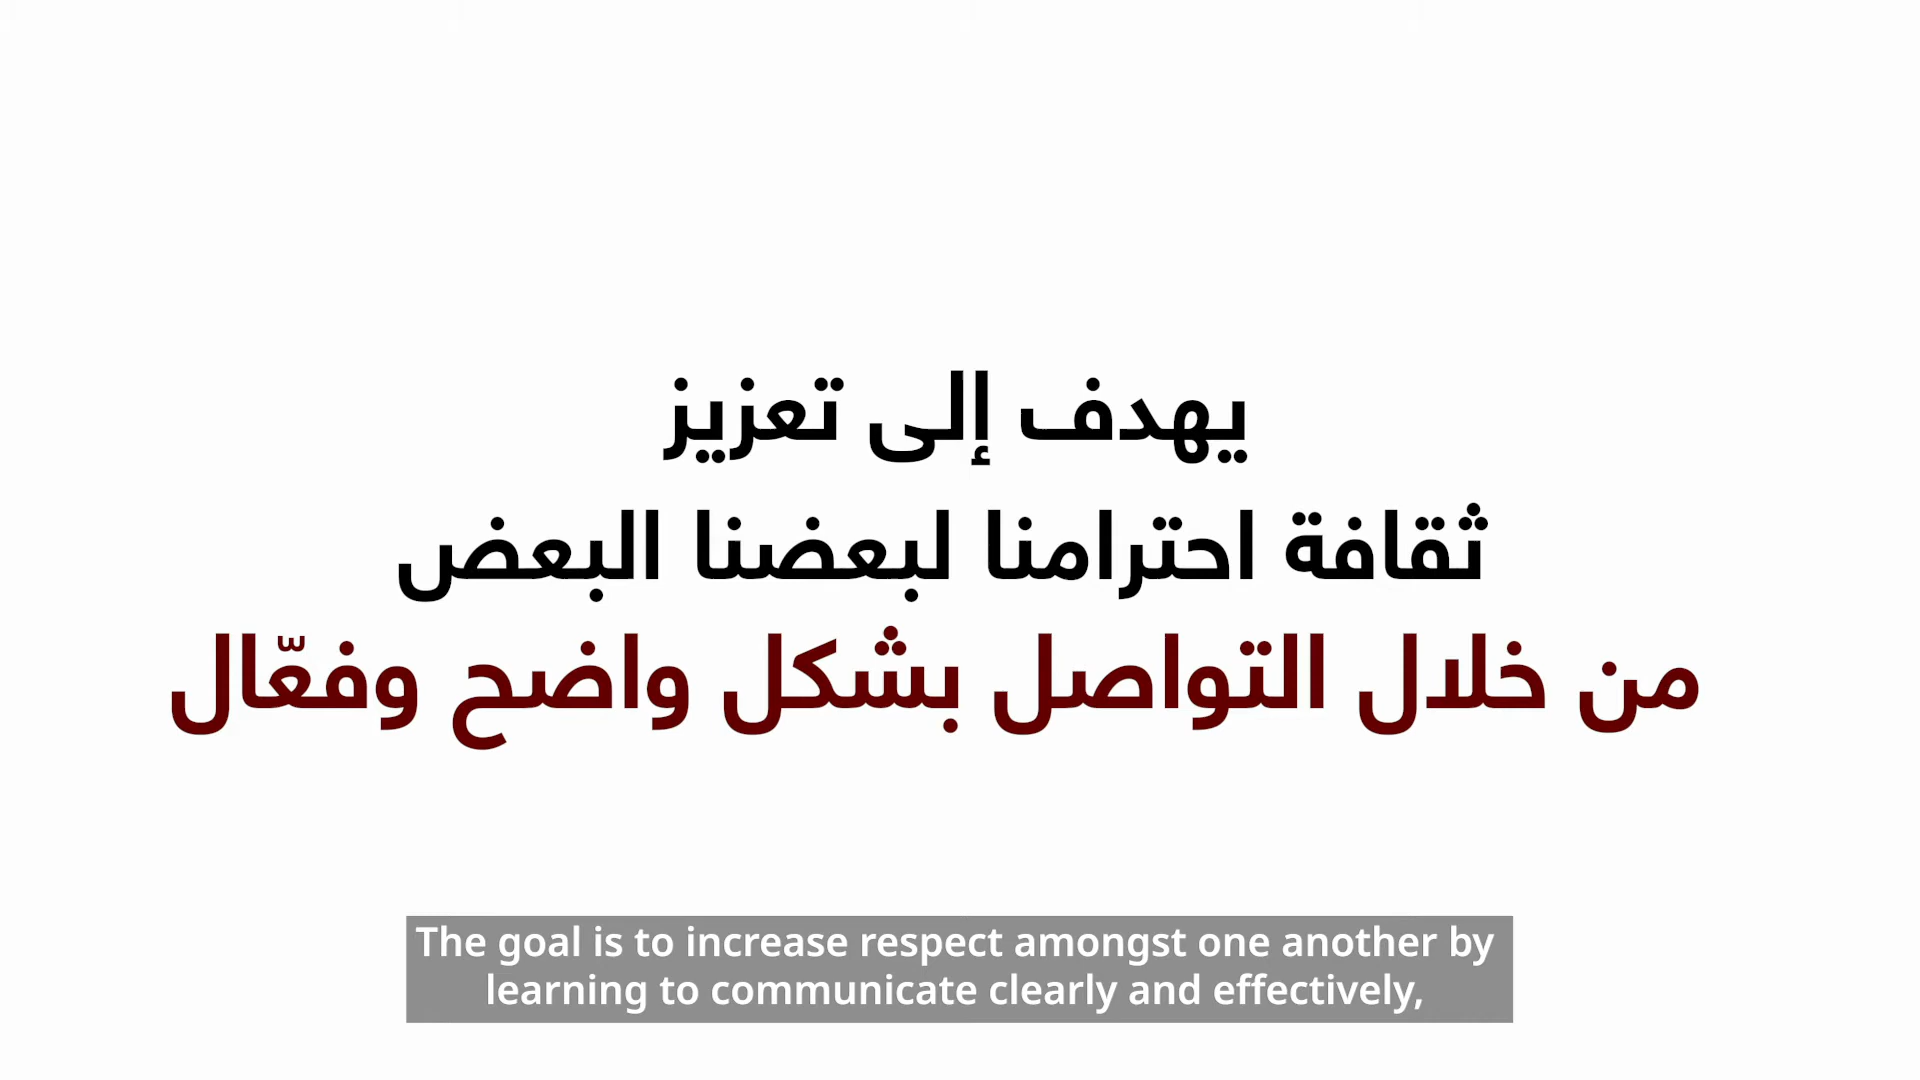 يهدف إلى تعزيز
ثقافة احترامنا لبعضنا البعض
من خلال التواصل بشكل واضح وفعّال
The goal is to increase respect amongst one another by
learning to communicate clearly and effectively,